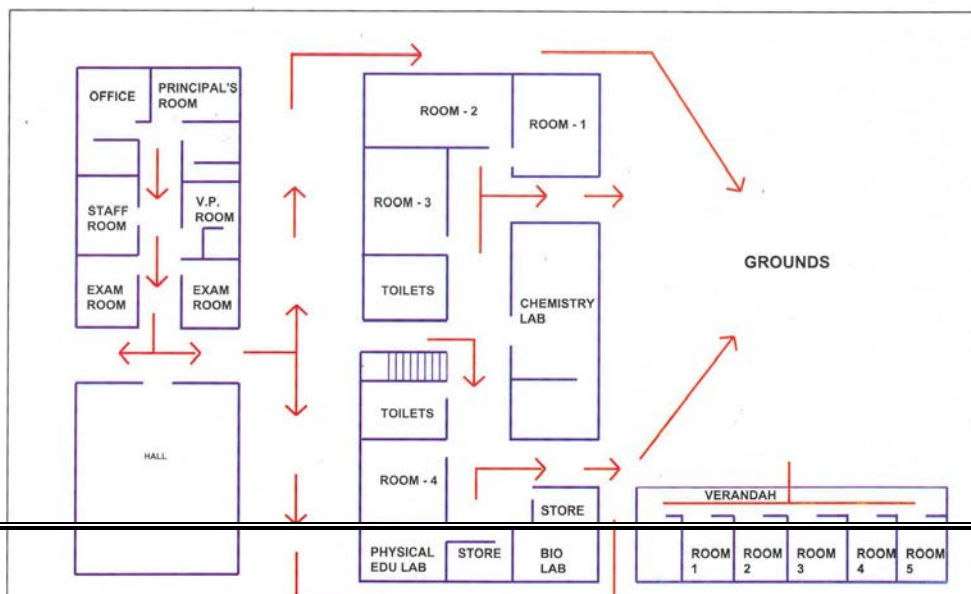 OFFICE
PRINCIPAL'S
ROOM
ROOM - 2
ROOM - 1
STAFF
ROOM
V.P.
ROOM
ROOM - 3
GROUNDS
EXAM
ROOM
EXAM
ROOM
TOILETS
CHEMISTRY
LAB
TOILETS
HALL
ROOM - 4
STORE
VERANDAH
PHYSICAL
EDU LAB
STORE
BIO
LAB
ROOM
1
ROOM
2
ROOM
3
ROOM
4
ROOM
5